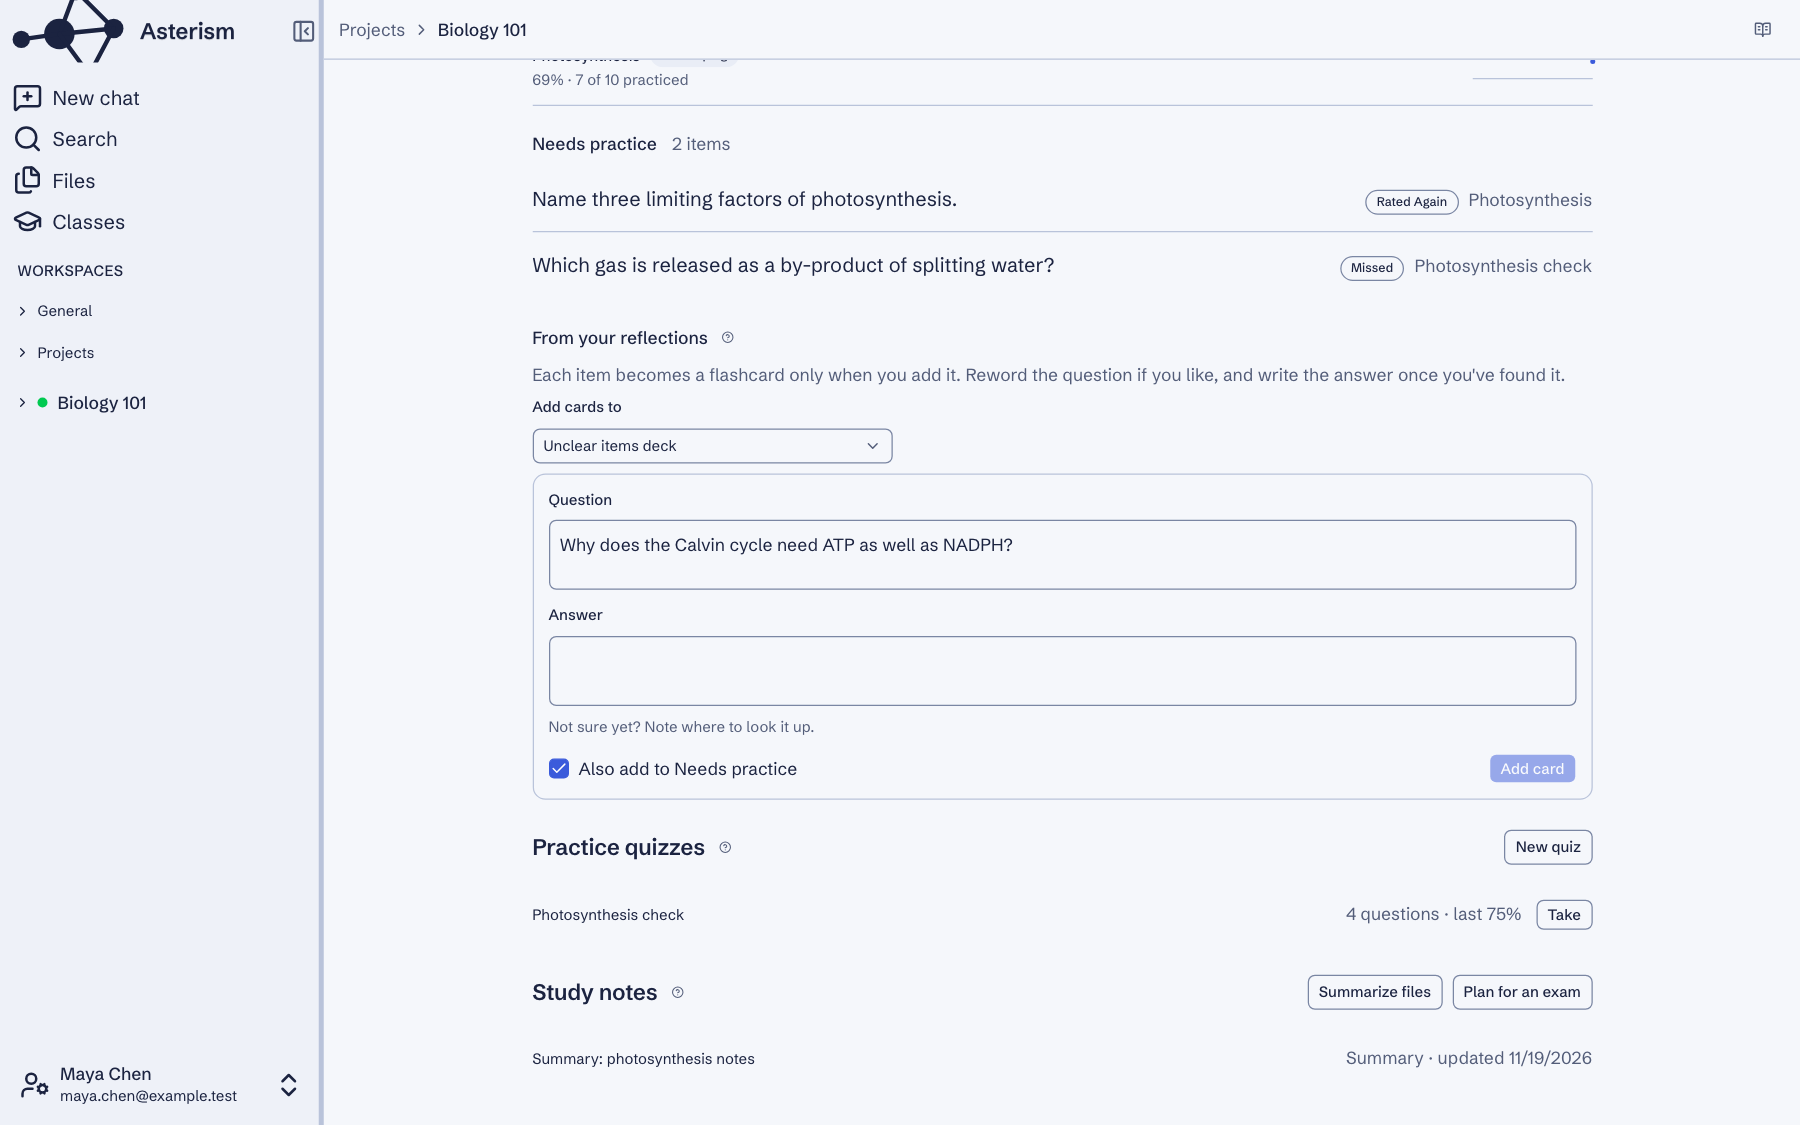 Asterism
New chat
Search
Files
Classes
WORKSPACES
General
Projects
Biology 101
Maya Chen
maya.chen@example.test
Projects > Biology 101
69% · 7 of 10 practiced
Needs practice 2 items
Name three limiting factors of photosynthesis. Rated Again Photosynthesis
Which gas is released as a by-product of splitting water? Missed Photosynthesis check
From your reflections
Each item becomes a flashcard only when you add it. Reword the question if you like, and write the answer once you've found it.
Add cards to
Unclear items deck
Question
Why does the Calvin cycle need ATP as well as NADPH?
Answer
Not sure yet? Note where to look it up.
Also add to Needs practice Add card
Practice quizzes New quiz
Photosynthesis check 4 questions · last 75% Take
Study notes Summarize files Plan for an exam
Summary: photosynthesis notes Summary · updated 11/19/2026